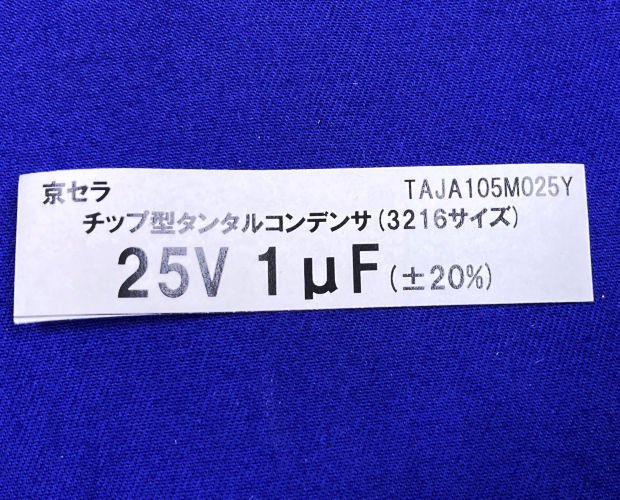 京セラ TAJA105M025Y
チップ型タンタルコンデンサ(3216サイズ)
25V 1μF(±20%)